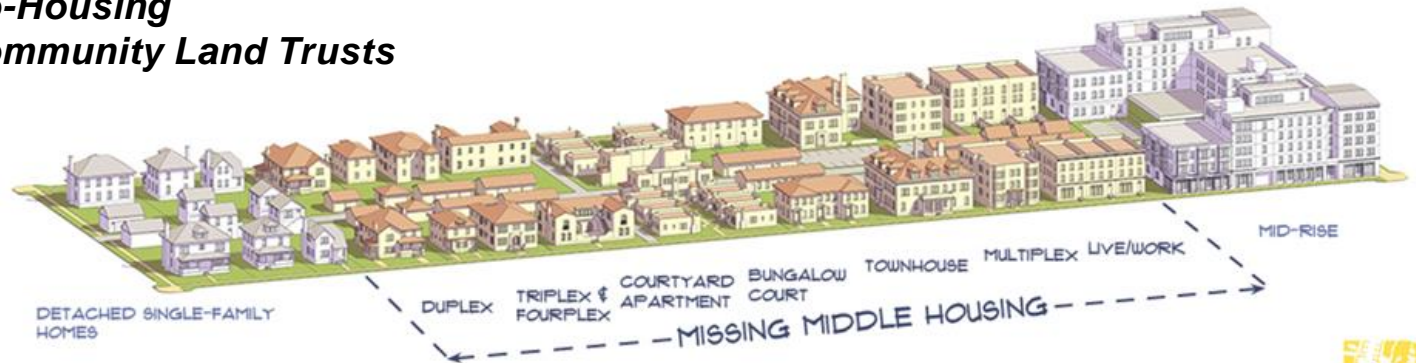 -Housing
ommunity Land Trusts
MID-RISE
DETACHED SINGLE-FAMILY
HOMES
DUPLEX
TRIPLEX &
FOURPLEX
COURTYARD
APARTMENT
BUNGALOW
COURT
TOWNHOUSE
MULTIPLEX
LIVE/WORK
MISSING MIDDLE HOUSING